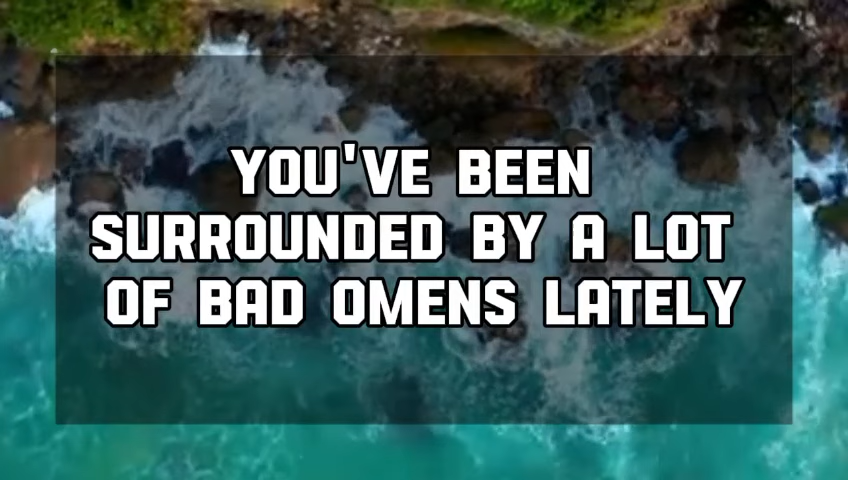 YOU'VE BEEN
SURROUNDED BY A LOT
OF BAD OMENS LATELY